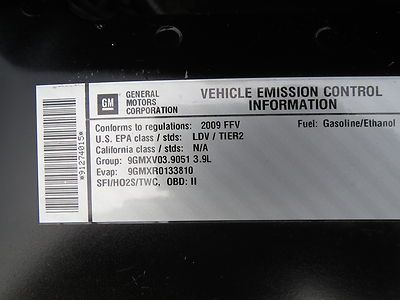 GM
GENERAL MOTORS CORPORATION
VEHICLE EMISSION CONTROL INFORMATION
Conforms to regulations: 2009 FFV
Fuel: Gasoline/Ethanol
U.S. EPA class / stds: LDV / TIER2
California class / stds: N/A
Group: 9GMXV03.9051 3.9L
Evap: 9GMXR0133810
SFI/HO2S/TWC, OBD: II
*91274015*